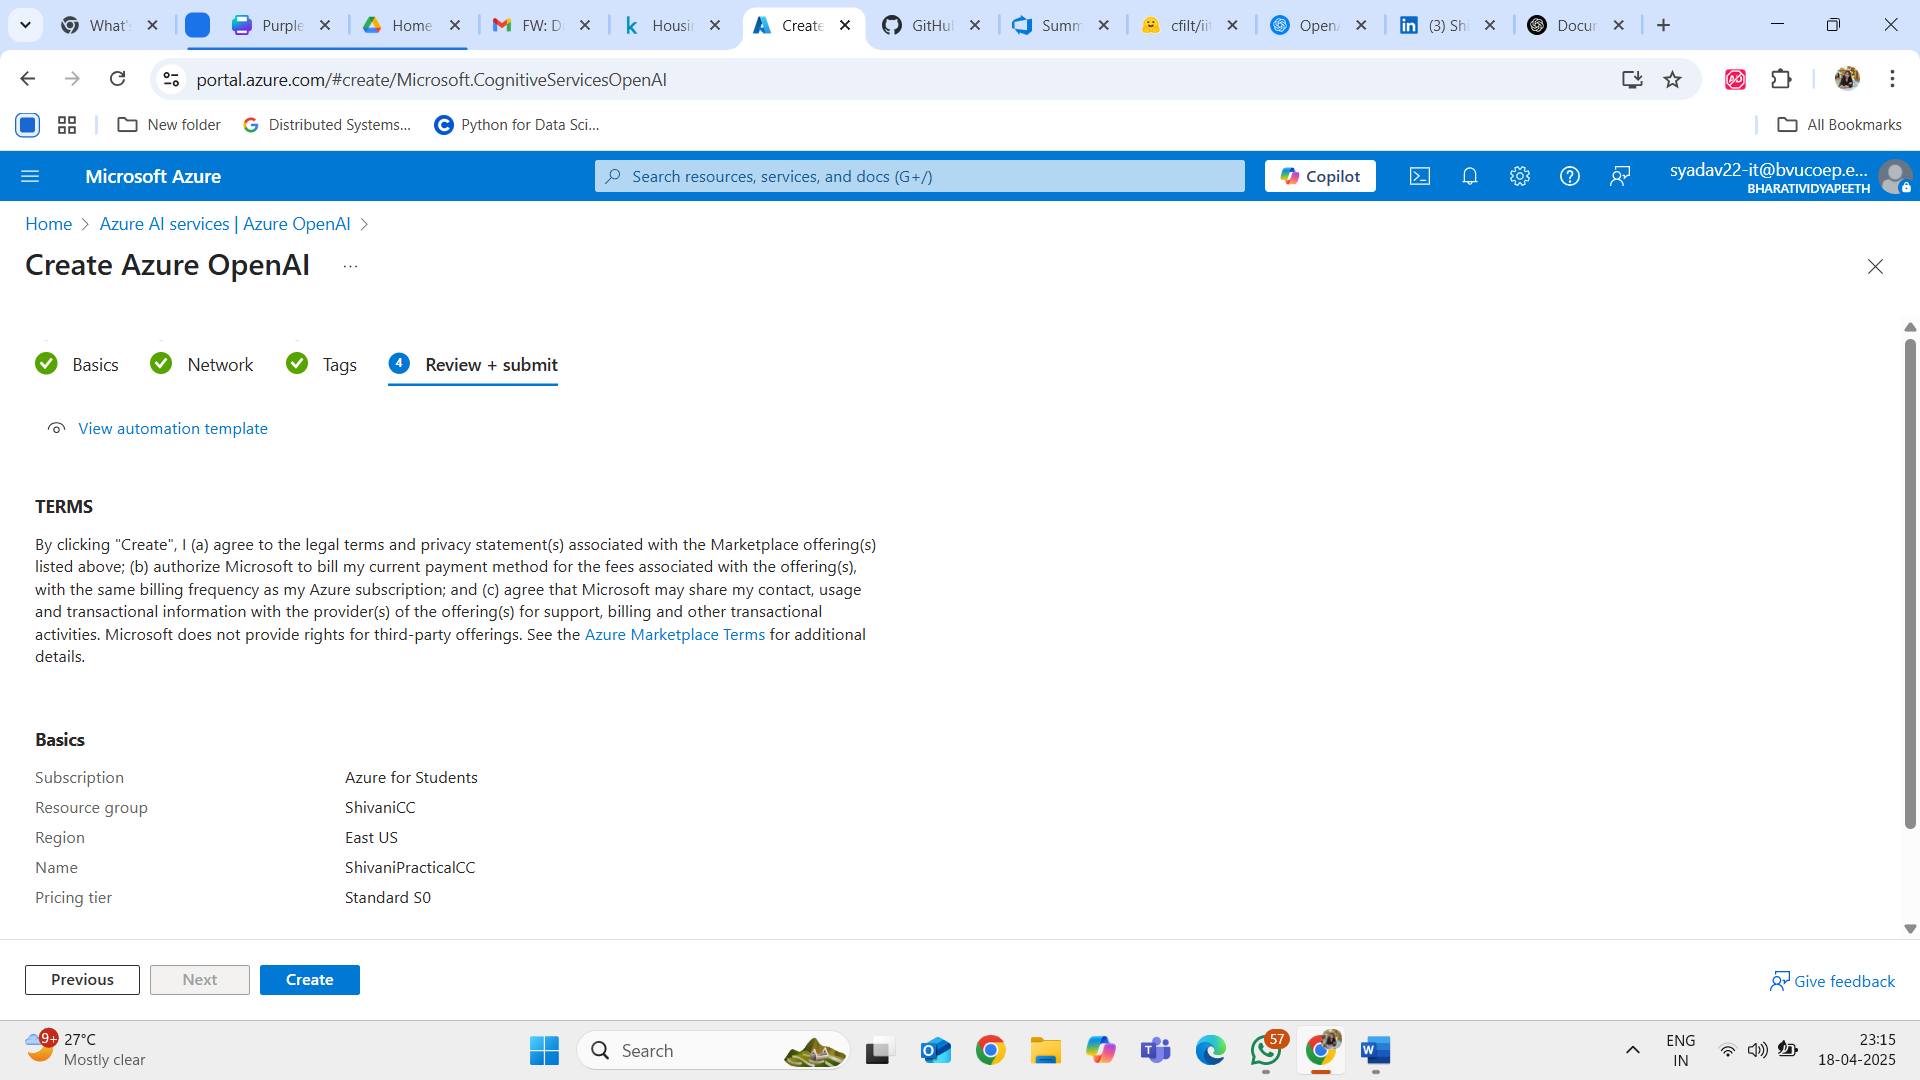 What'
Purple
Home
FW: D
Housi
Create
GitHu
Summ
cfilt/iit
Open
(3) Sh
Docu
portal.azure.com/#create/Microsoft.CognitiveServicesOpenAI
New folder
Distributed Systems...
Python for Data Sci...
All Bookmarks
Microsoft Azure
Search resources, services, and docs (G+/)
Copilot
syadav22-it@bvucoep.e...
BHARATIVIDYAPEETH
Home > Azure AI services | Azure OpenAI >
Create Azure OpenAI ...
Basics
Network
Tags
4 Review + submit
View automation template
TERMS
By clicking "Create", I (a) agree to the legal terms and privacy statement(s) associated with the Marketplace offering(s)
listed above; (b) authorize Microsoft to bill my current payment method for the fees associated with the offering(s),
with the same billing frequency as my Azure subscription; and (c) agree that Microsoft may share my contact, usage
and transactional information with the provider(s) of the offering(s) for support, billing and other transactional
activities. Microsoft does not provide rights for third-party offerings. See the Azure Marketplace Terms for additional
details.
Basics
Subscription Azure for Students
Resource group ShivaniCC
Region East US
Name ShivaniPracticalCC
Pricing tier Standard S0
Previous
Next
Create
Give feedback
9+
27°C
Mostly clear
Search
57
ENG
IN
23:15
18-04-2025